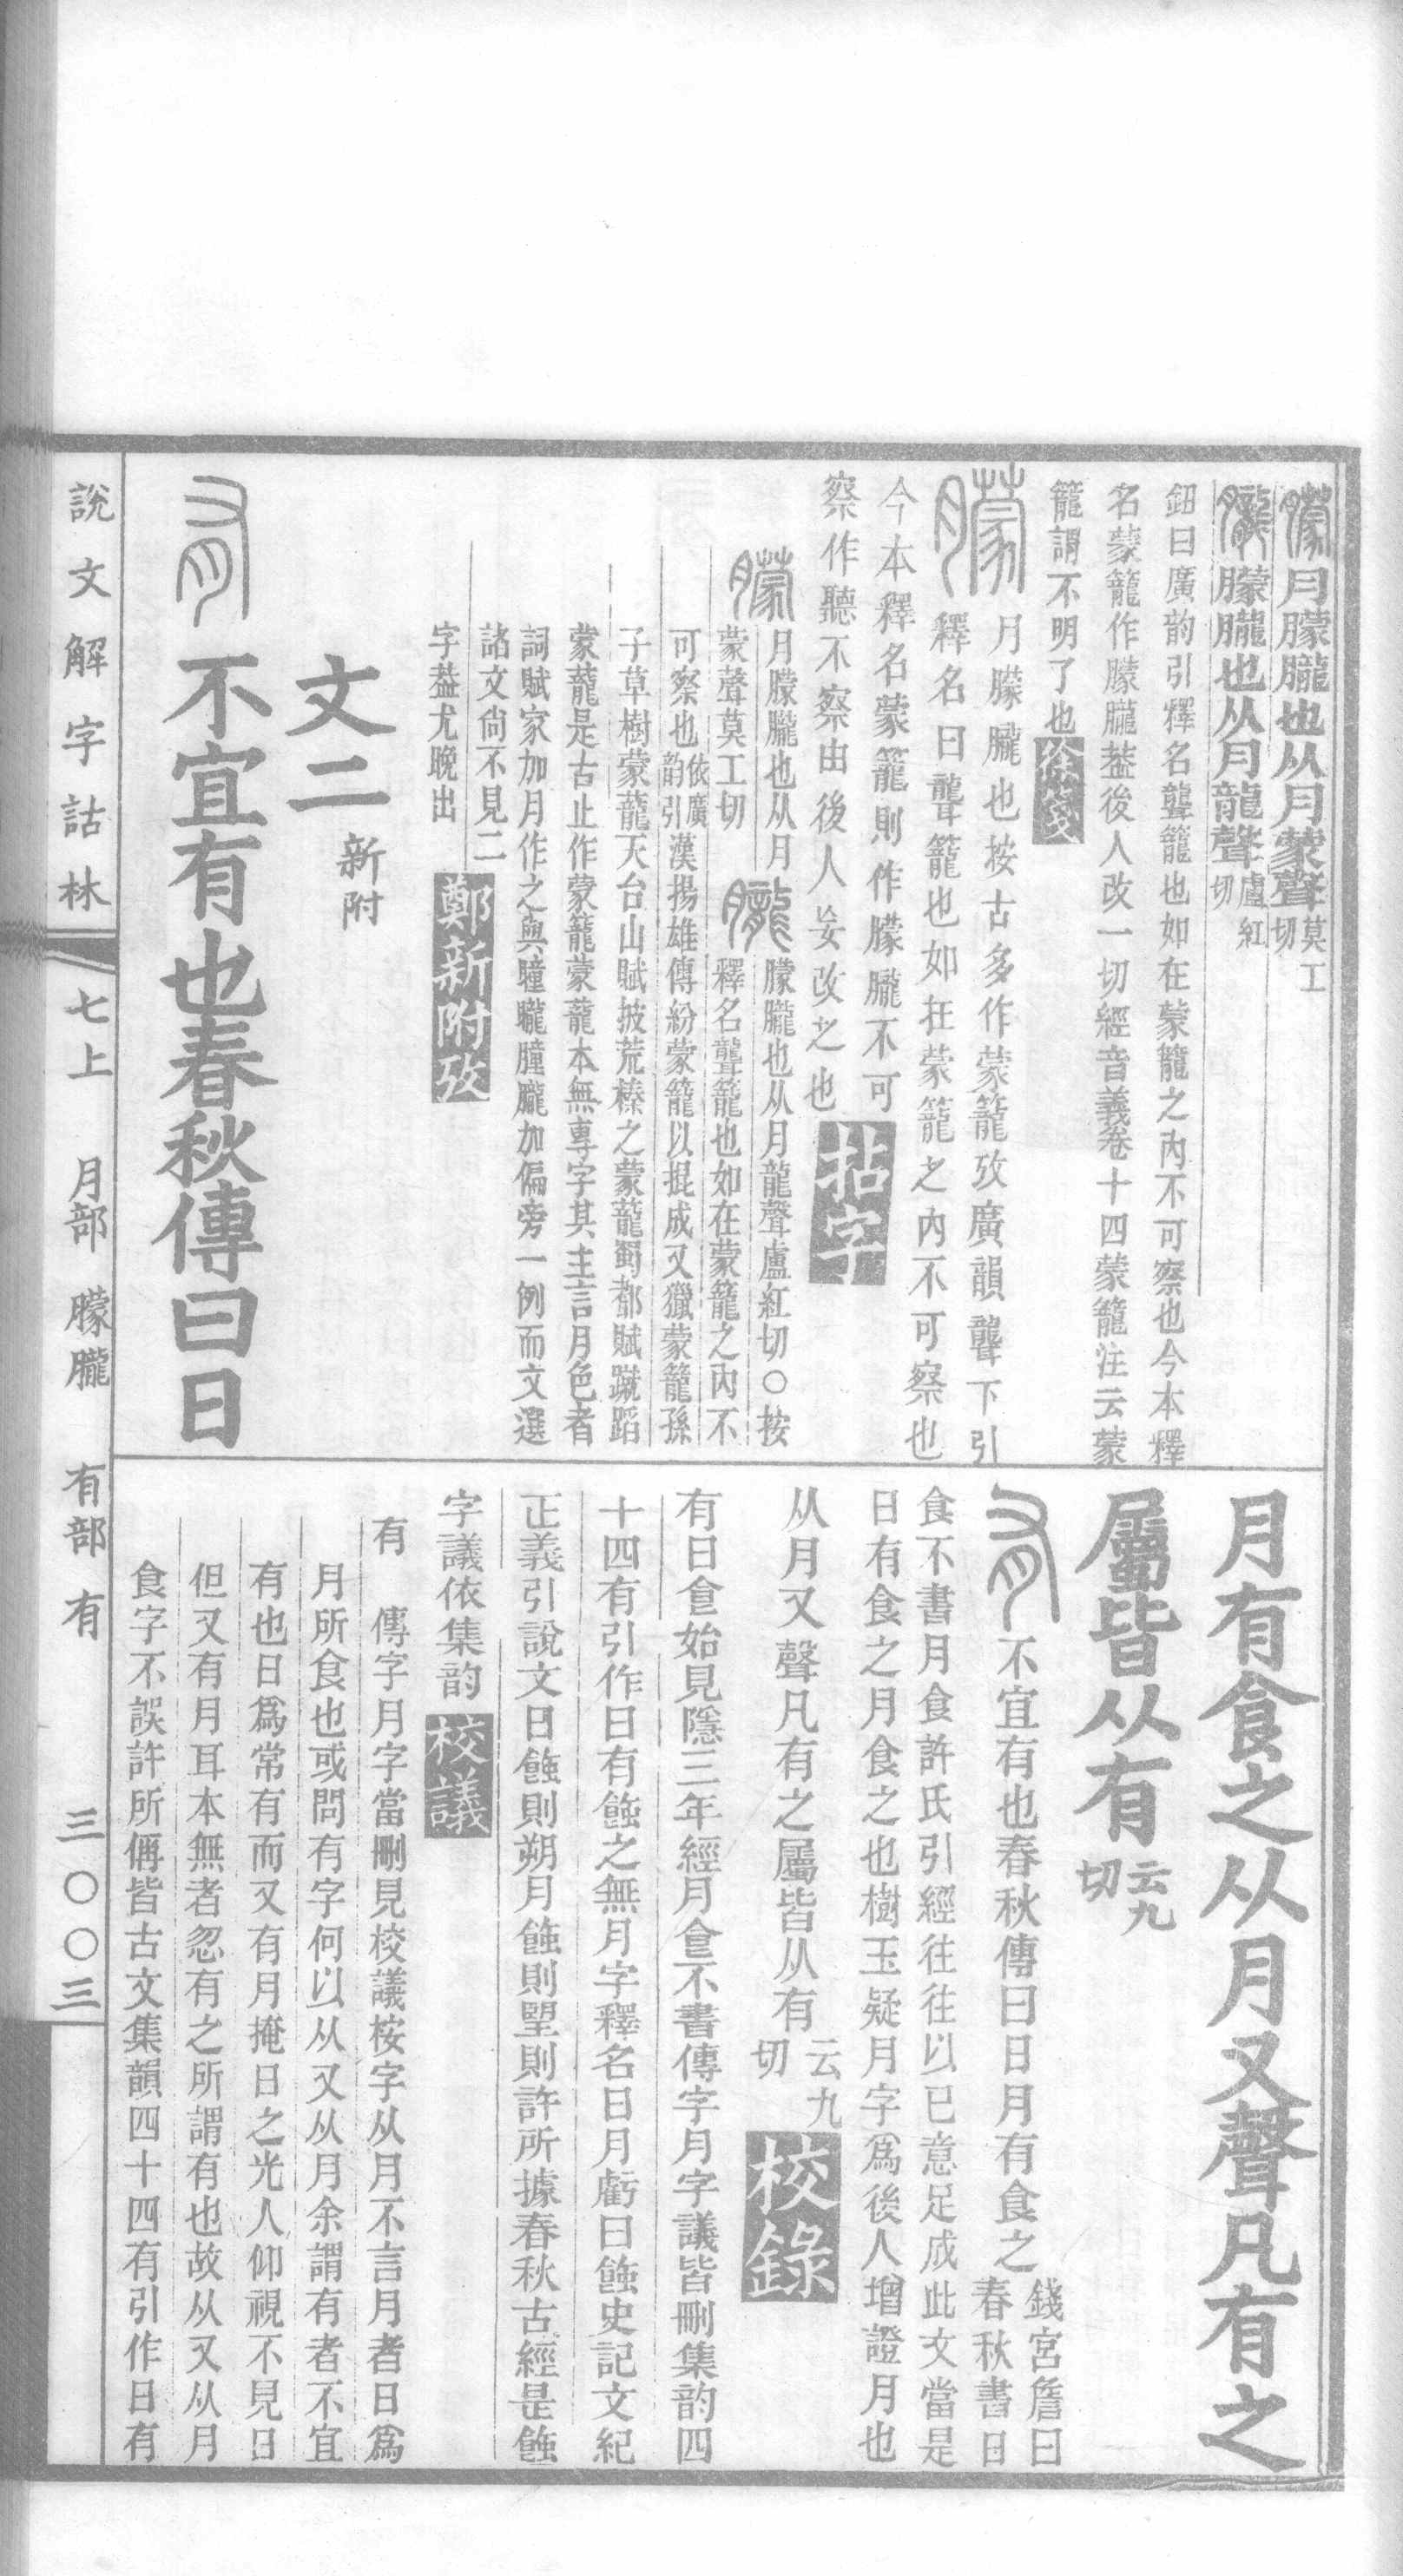 朦月朦朧也从月蒙聲莫工切
朧朦朧也从月龍聲盧紅切
鈕曰廣韵引釋名聾籠也如在蒙籠之內不可察也今本釋
名蒙籠作朦朧葢後人改一切經音義卷十四蒙籠注云蒙
籠謂不明了也
朦月朦朧也按古多作蒙籠攷廣韻聾下引
釋名曰聾籠也如在蒙籠之內不可察也
今本釋名蒙籠則作朦朧不可
察作聽不察由後人妄改之也拈字
朦月朦朧也从月
蒙聲莫工切
朧朦朧也从月龍聲盧紅切○按
釋名聾籠也如在蒙籠之內不
可察也依廣韵引漢揚雄傳紛蒙籠以掍成又獵蒙籠孫
子草樹蒙蘢天台山賦披荒榛之蒙蘢蜀都賦蹴蹈
蒙蘢是古止作蒙籠蒙蘢本無專字其主言月色者
詞賦家加月作之與曈曨朣朧加偏旁一例而文選
諸文尙不見二
字葢尤晚出鄭新附攷
文二新附
有不宜有也春秋傳曰日
月有食之从月又聲凡有之
屬皆从有云九切
有不宜有也春秋傳曰日月有食之錢宮詹曰春秋書日
食不書月食許氏引經往往以已意足成此文當是
日有食之月食之也樹玉疑月字爲後人增證月也
从月又聲凡有之屬皆从有云九切校錄
有日會始見隱三年經月會不書傳字月字議皆刪集韵四
十四有引作日有蝕之無月字釋名日月虧曰蝕史記文紀
正義引說文日蝕則朔月蝕則望則許所據春秋古經是蝕
字議依集韵校議
有傳字月字當刪見校議桉字从月不言月者日爲
月所食也或問有字何以从又从月余謂有者不宜
有也日爲常有而又有月掩日之光人仰視不見日
但又有月耳本無者忽有之所謂有也故从又从月
食字不誤許所偁皆古文集韻四十四有引作日有
說文解字詁林 七上 月部 朦朧 有部 有 三〇〇三